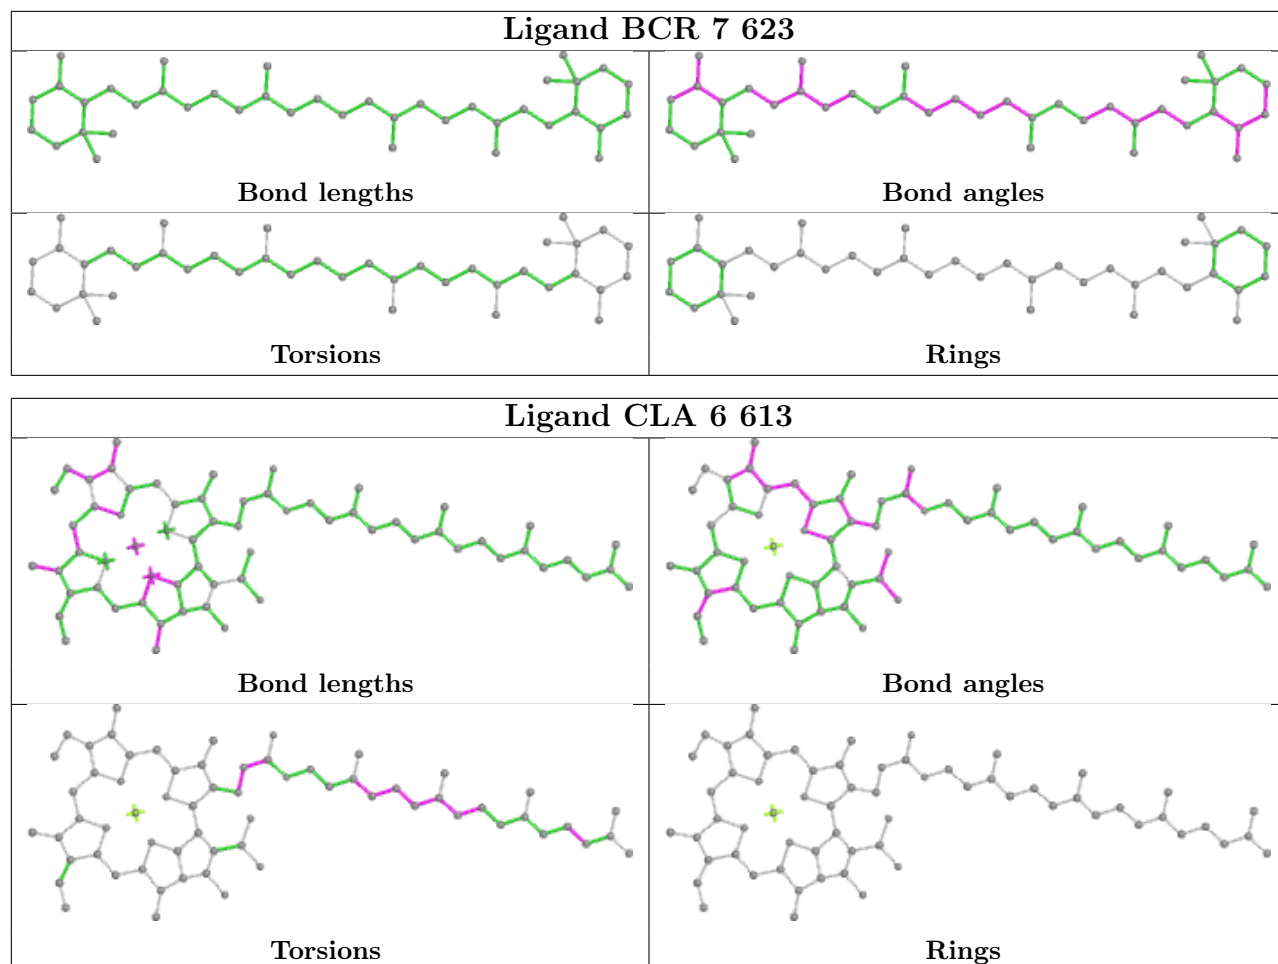 Ligand BCR 7 623
Bond lengths
Bond angles
Torsions
Rings
Ligand CLA 6 613
Bond lengths
Bond angles
Torsions
Rings